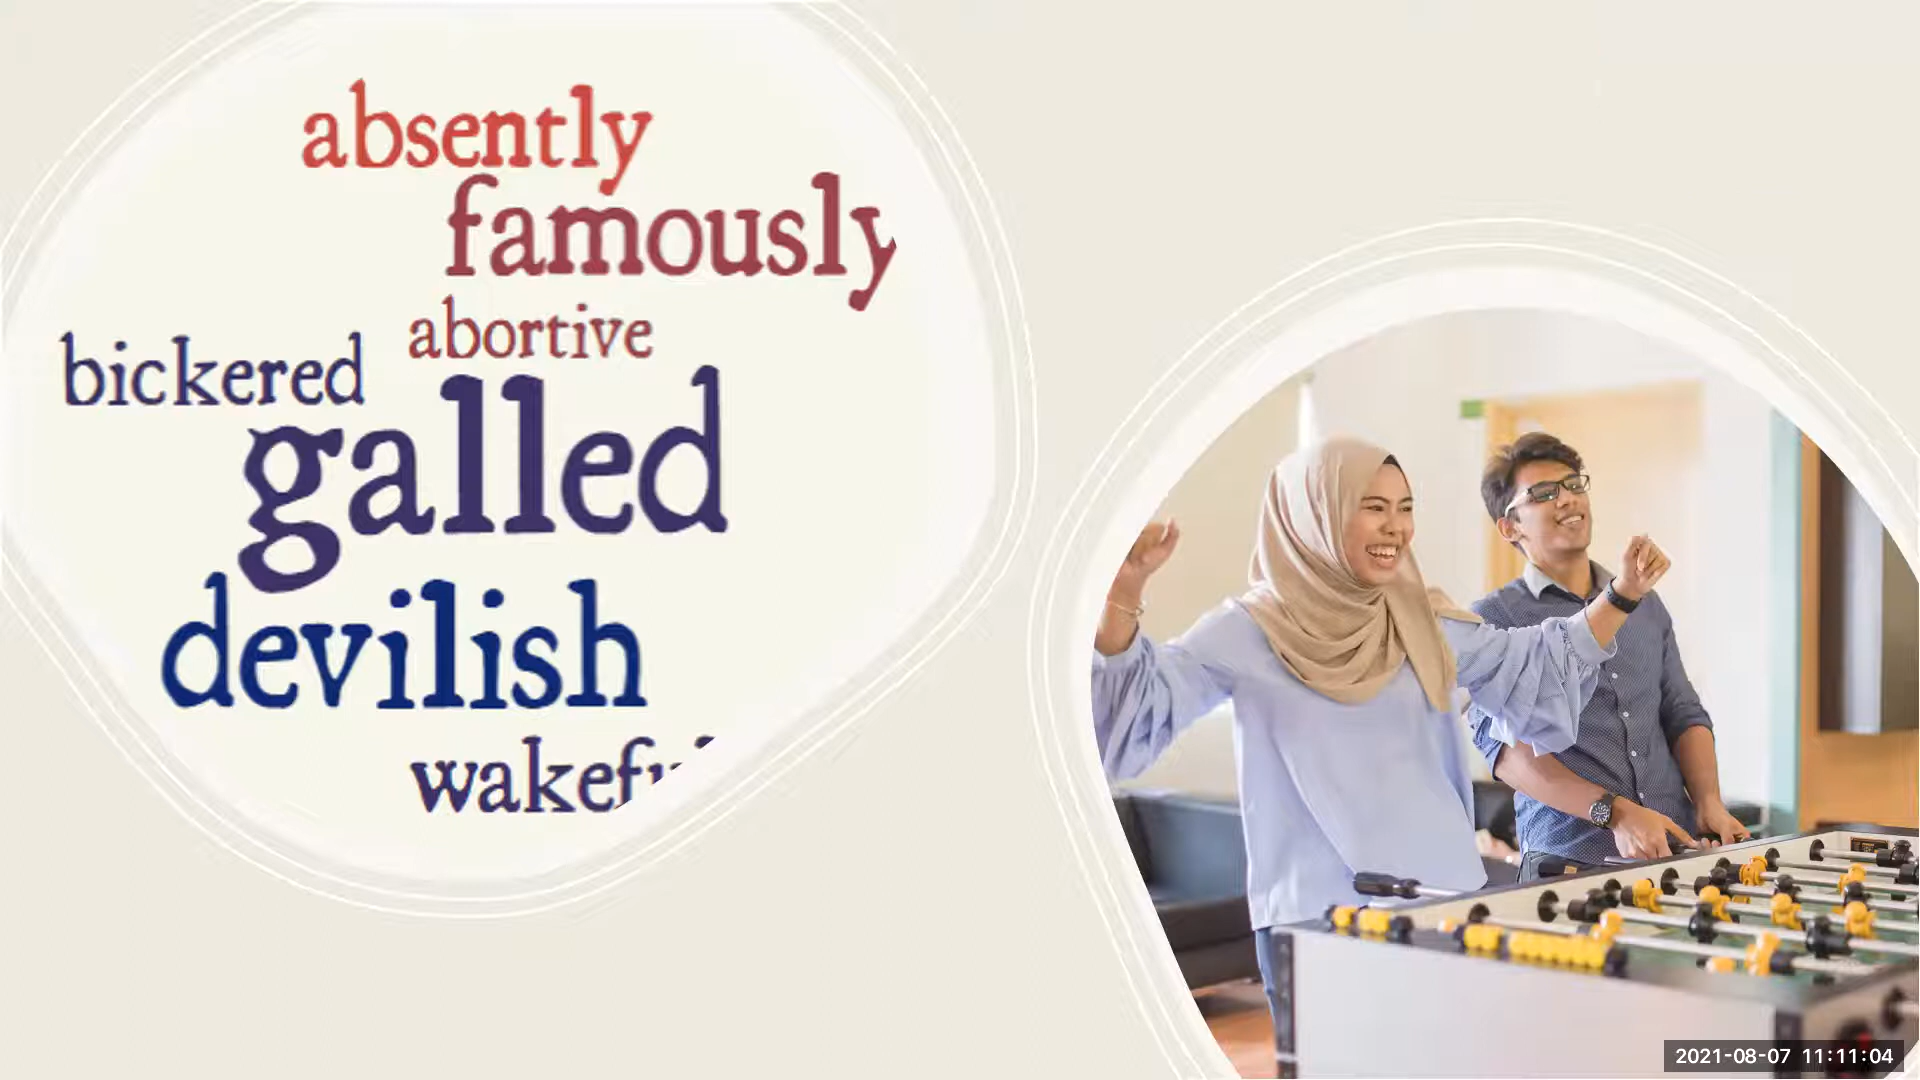 absently
famously
abortive
bickered
galled
devilish
2021-08-07 11:11:04